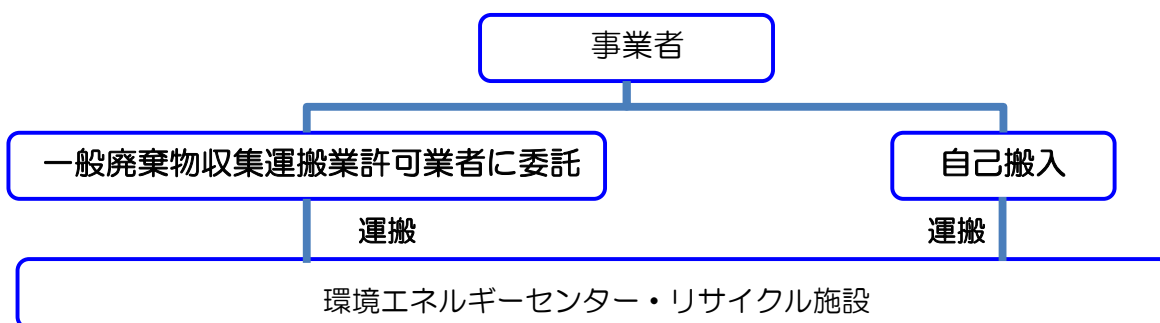 事業者
一般廃棄物収集運搬業許可業者に委託
自己搬入
運搬
運搬
環境エネルギーセンター・リサイクル施設